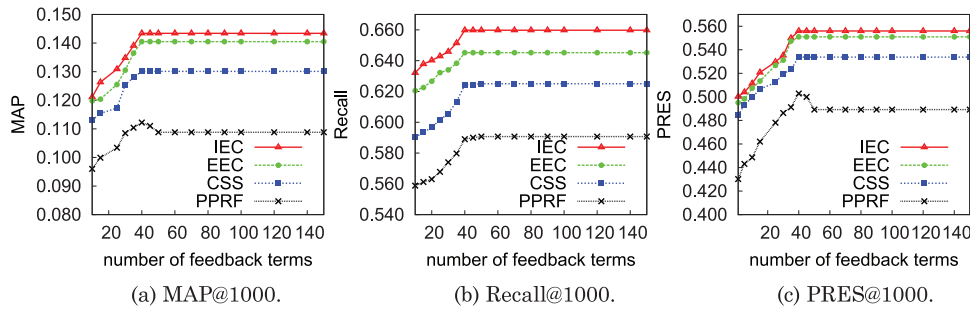 0.150
0.140
0.130
0.120
0.110
0.100
0.090
0.080
MAP
IEC
EEC
CSS
PPRF
20 40 60 80 100 120 140
number of feedback terms
(a) MAP@1000.
0.680
0.660
0.640
0.620
0.600
0.580
0.560
0.540
Recall
IEC
EEC
CSS
PPRF
20 40 60 80 100 120 140
number of feedback terms
(b) Recall@1000.
0.560
0.540
0.520
0.500
0.480
0.460
0.440
0.420
0.400
PRES
IEC
EEC
CSS
PPRF
20 40 60 80 100 120 140
number of feedback terms
(c) PRES@1000.